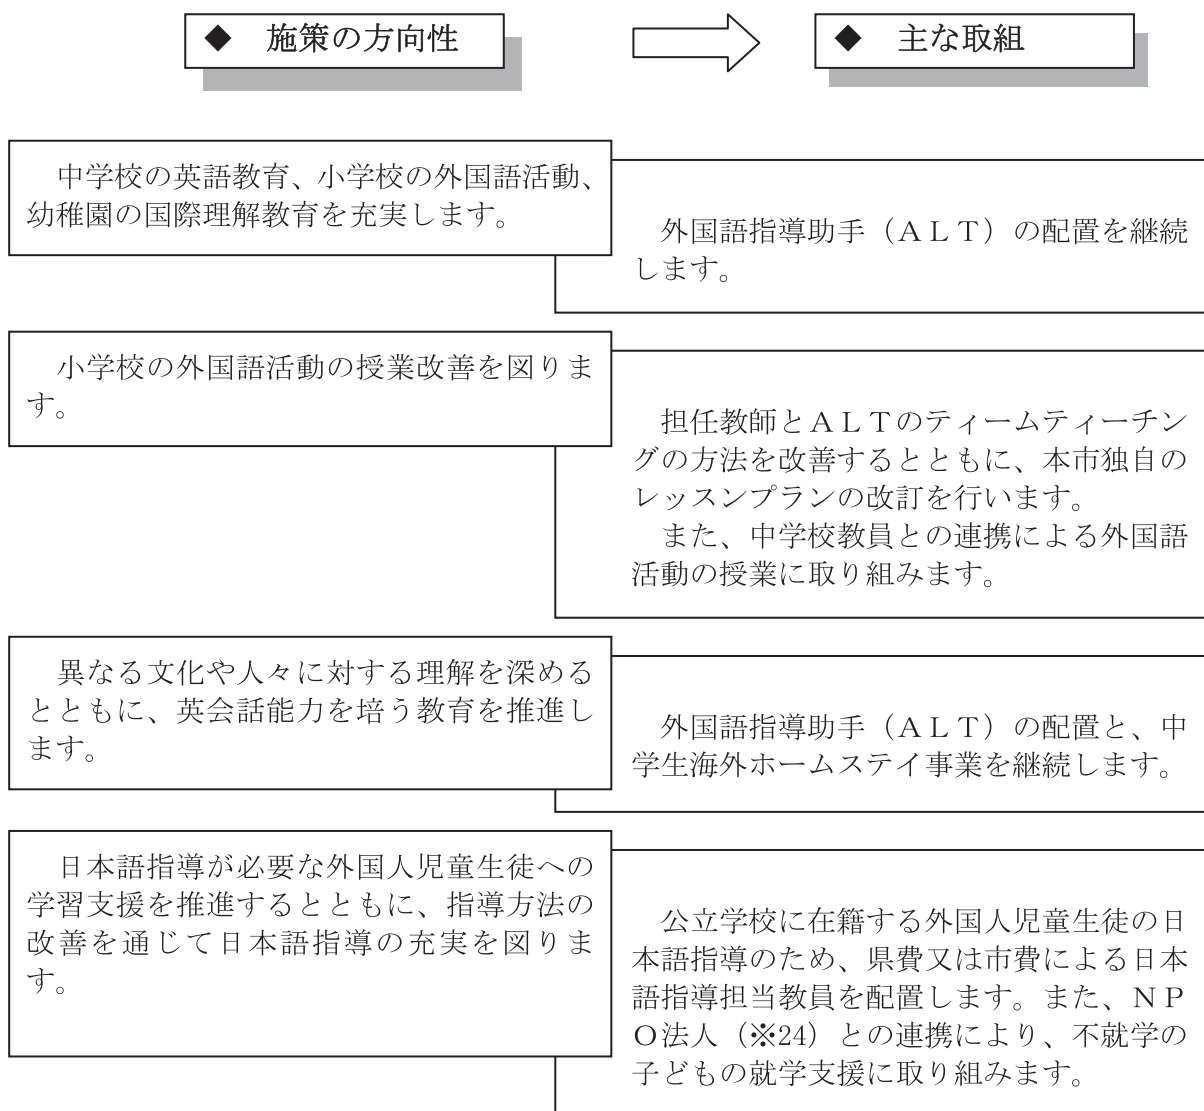 ◆ 施策の方向性
◆ 主な取組
中学校の英語教育、小学校の外国語活動、
幼稚園の国際理解教育を充実します。
外国語指導助手（ＡＬＴ）の配置を継続
します。
小学校の外国語活動の授業改善を図りま
す。
担任教師とＡＬＴのティームティーチン
グの方法を改善するとともに、本市独自の
レッスンプランの改訂を行います。
また、中学校教員との連携による外国語
活動の授業に取り組みます。
異なる文化や人々に対する理解を深める
とともに、英会話能力を培う教育を推進し
ます。
外国語指導助手（ＡＬＴ）の配置と、中
学生海外ホームステイ事業を継続します。
日本語指導が必要な外国人児童生徒への
学習支援を推進するとともに、指導方法の
改善を通じて日本語指導の充実を図りま
す。
公立学校に在籍する外国人児童生徒の日
本語指導のため、県費又は市費による日本
語指導担当教員を配置します。また、ＮＰ
Ｏ法人（※24）との連携により、不就学の
子どもの就学支援に取り組みます。